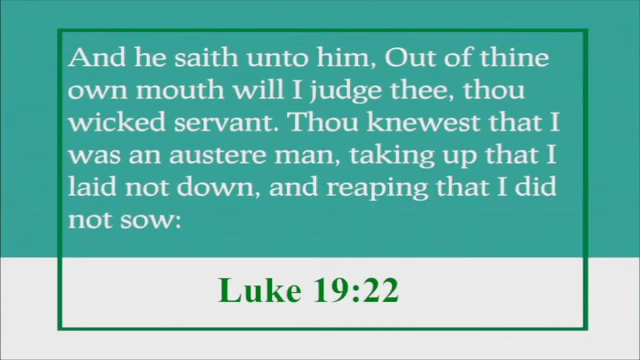 And he saith unto him, Out of thine
own mouth will I judge thee, thou
wicked servant. Thou knewest that I
was an austere man, taking up that I
laid not down, and reaping that I did
not sow:
Luke 19:22